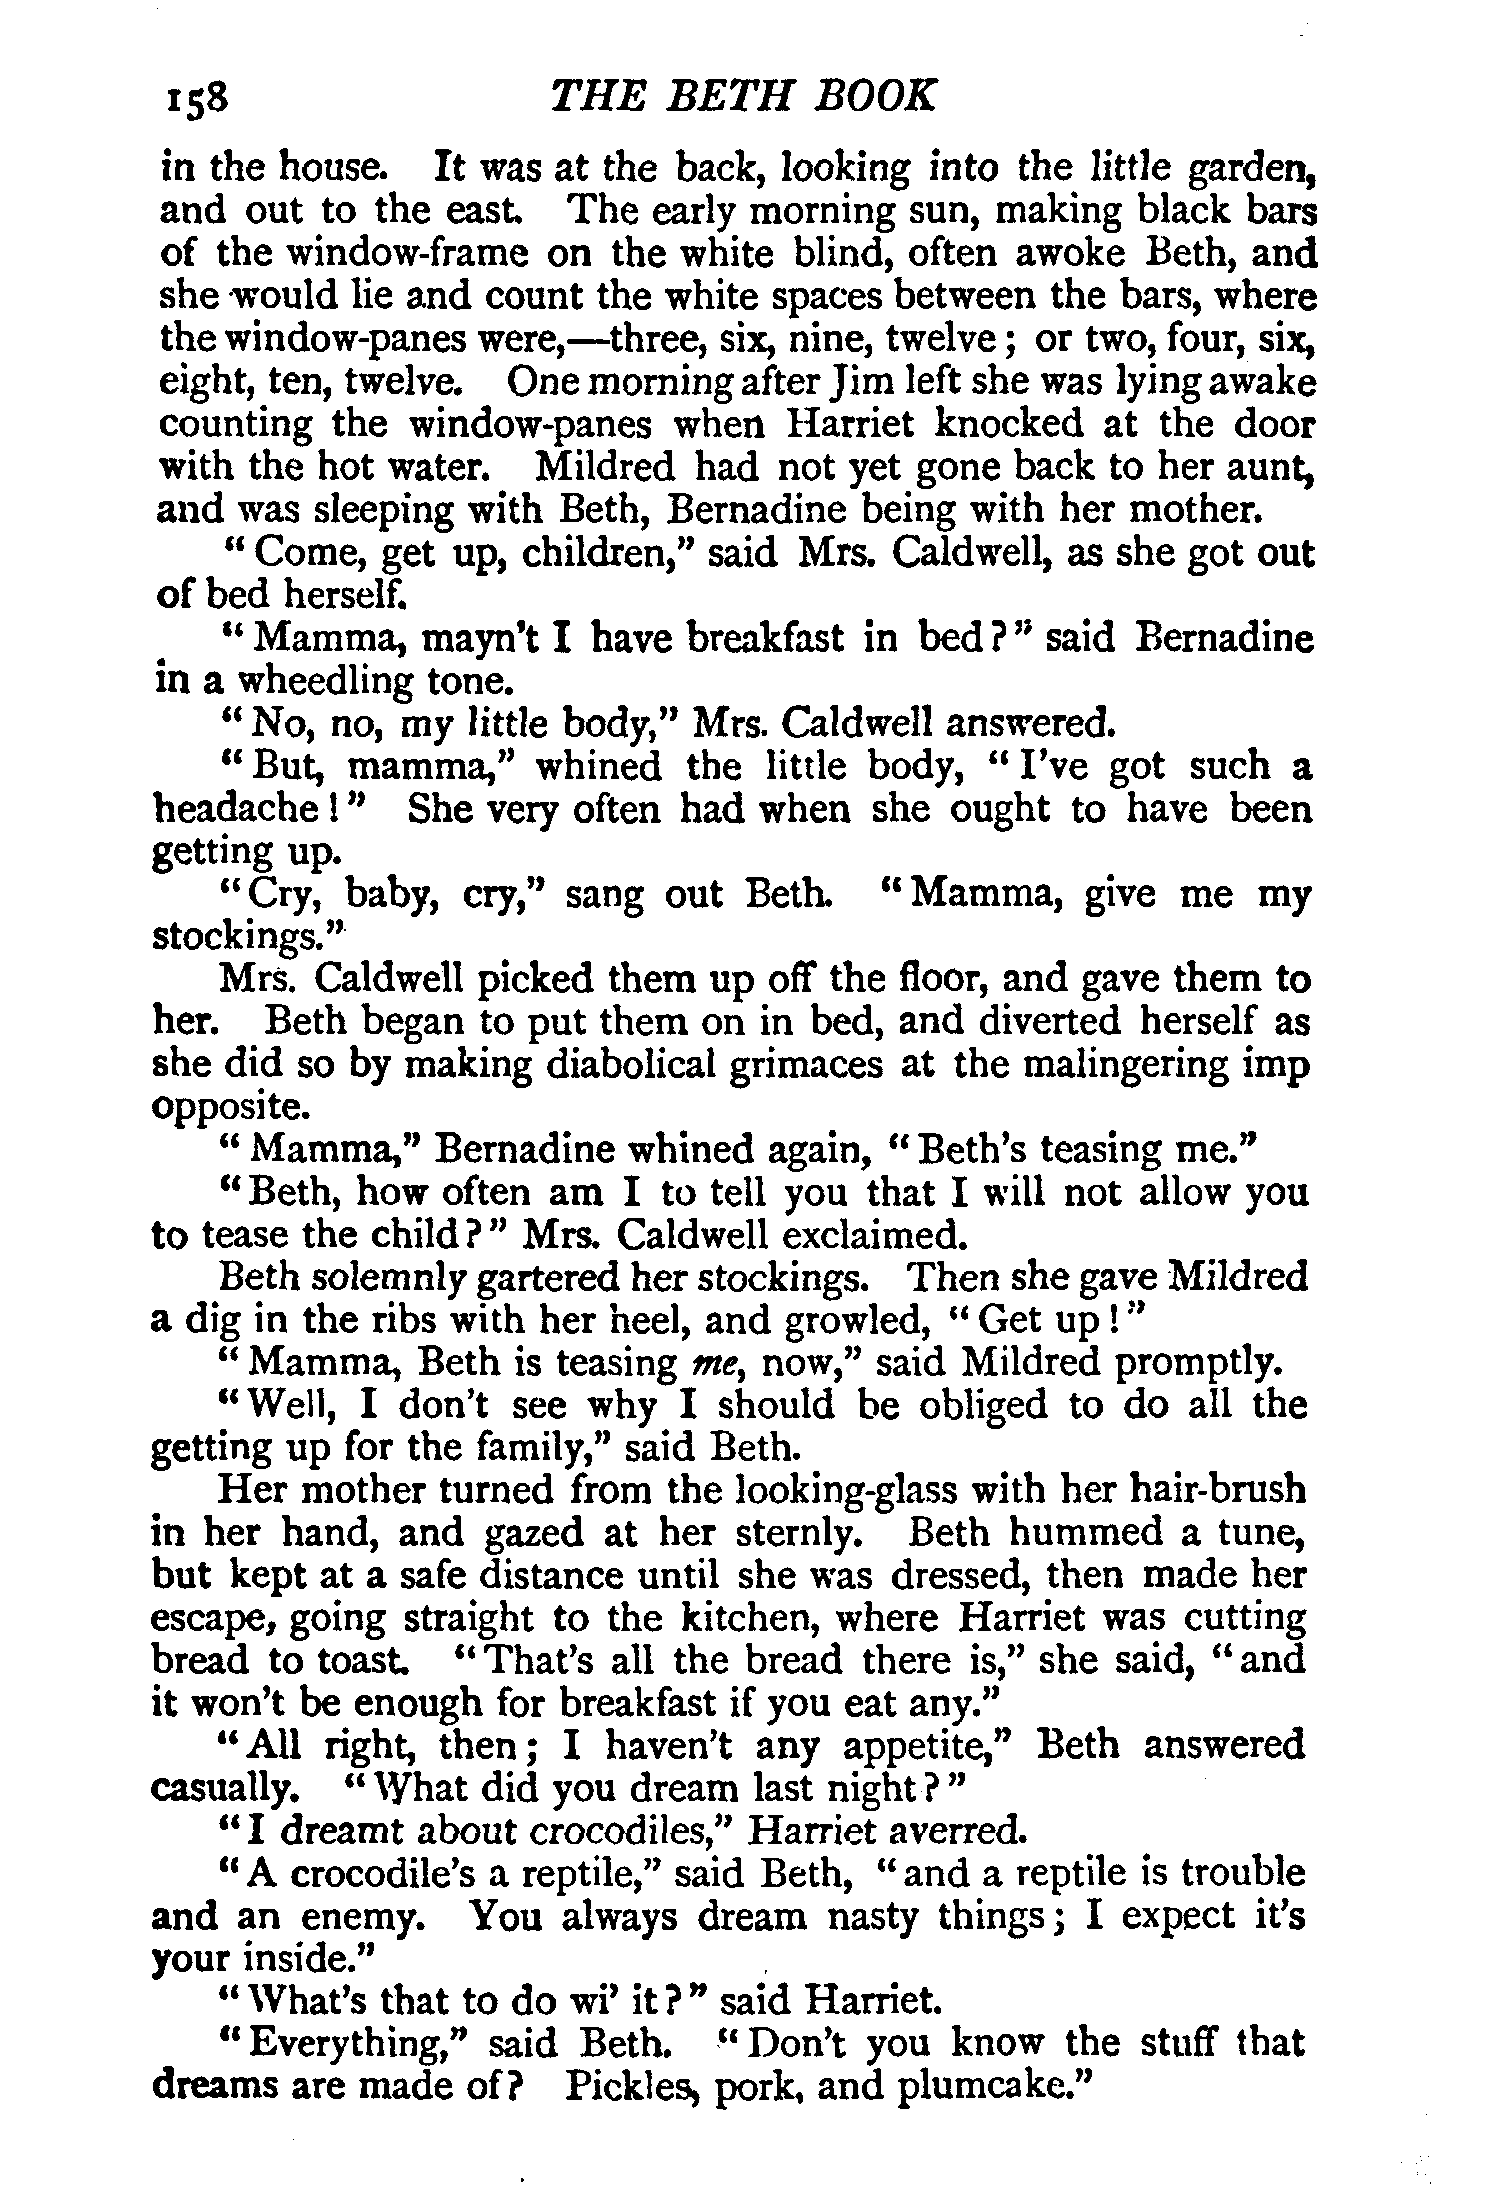 158 THE BETH BOOK
in the house. It was at the back, looking into the little garden,
and out to the east. The early morning sun, making black bars
of the window-frame on the white blind, often awoke Beth, and
she would lie and count the white spaces between the bars, where
the window-panes were,—three, six, nine, twelve; or two, four, six,
eight, ten, twelve. One morning after Jim left she was lying awake
counting the window-panes when Harriet knocked at the door
with the hot water. Mildred had not yet gone back to her aunt,
and was sleeping with Beth, Bernadine being with her mother.
"Come, get up, children," said Mrs. Caldwell, as she got out
of bed herself.
"Mamma, mayn't I have breakfast in bed?" said Bernadine
in a wheedling tone.
"No, no, my little body," Mrs. Caldwell answered.
"But, mamma," whined the little body, "I've got such a
headache!" She very often had when she ought to have been
getting up.
"Cry, baby, cry," sang out Beth. "Mamma, give me my
stockings."
Mrs. Caldwell picked them up off the floor, and gave them to
her. Beth began to put them on in bed, and diverted herself as
she did so by making diabolical grimaces at the malingering imp
opposite.
"Mamma," Bernadine whined again, "Beth's teasing me."
"Beth, how often am I to tell you that I will not allow you
to tease the child?" Mrs. Caldwell exclaimed.
Beth solemnly gartered her stockings. Then she gave Mildred
a dig in the ribs with her heel, and growled, "Get up!"
"Mamma, Beth is teasing me, now," said Mildred promptly.
"Well, I don't see why I should be obliged to do all the
getting up for the family," said Beth.
Her mother turned from the looking-glass with her hair-brush
in her hand, and gazed at her sternly. Beth hummed a tune,
but kept at a safe distance until she was dressed, then made her
escape, going straight to the kitchen, where Harriet was cutting
bread to toast. "That's all the bread there is," she said, "and
it won't be enough for breakfast if you eat any."
"All right, then; I haven't any appetite," Beth answered
casually. "What did you dream last night?"
"I dreamt about crocodiles," Harriet averred.
"A crocodile's a reptile," said Beth, "and a reptile is trouble
and an enemy. You always dream nasty things; I expect it's
your inside."
"What's that to do wi' it?" said Harriet.
"Everything," said Beth. "Don't you know the stuff that
dreams are made of? Pickles, pork, and plumcake."